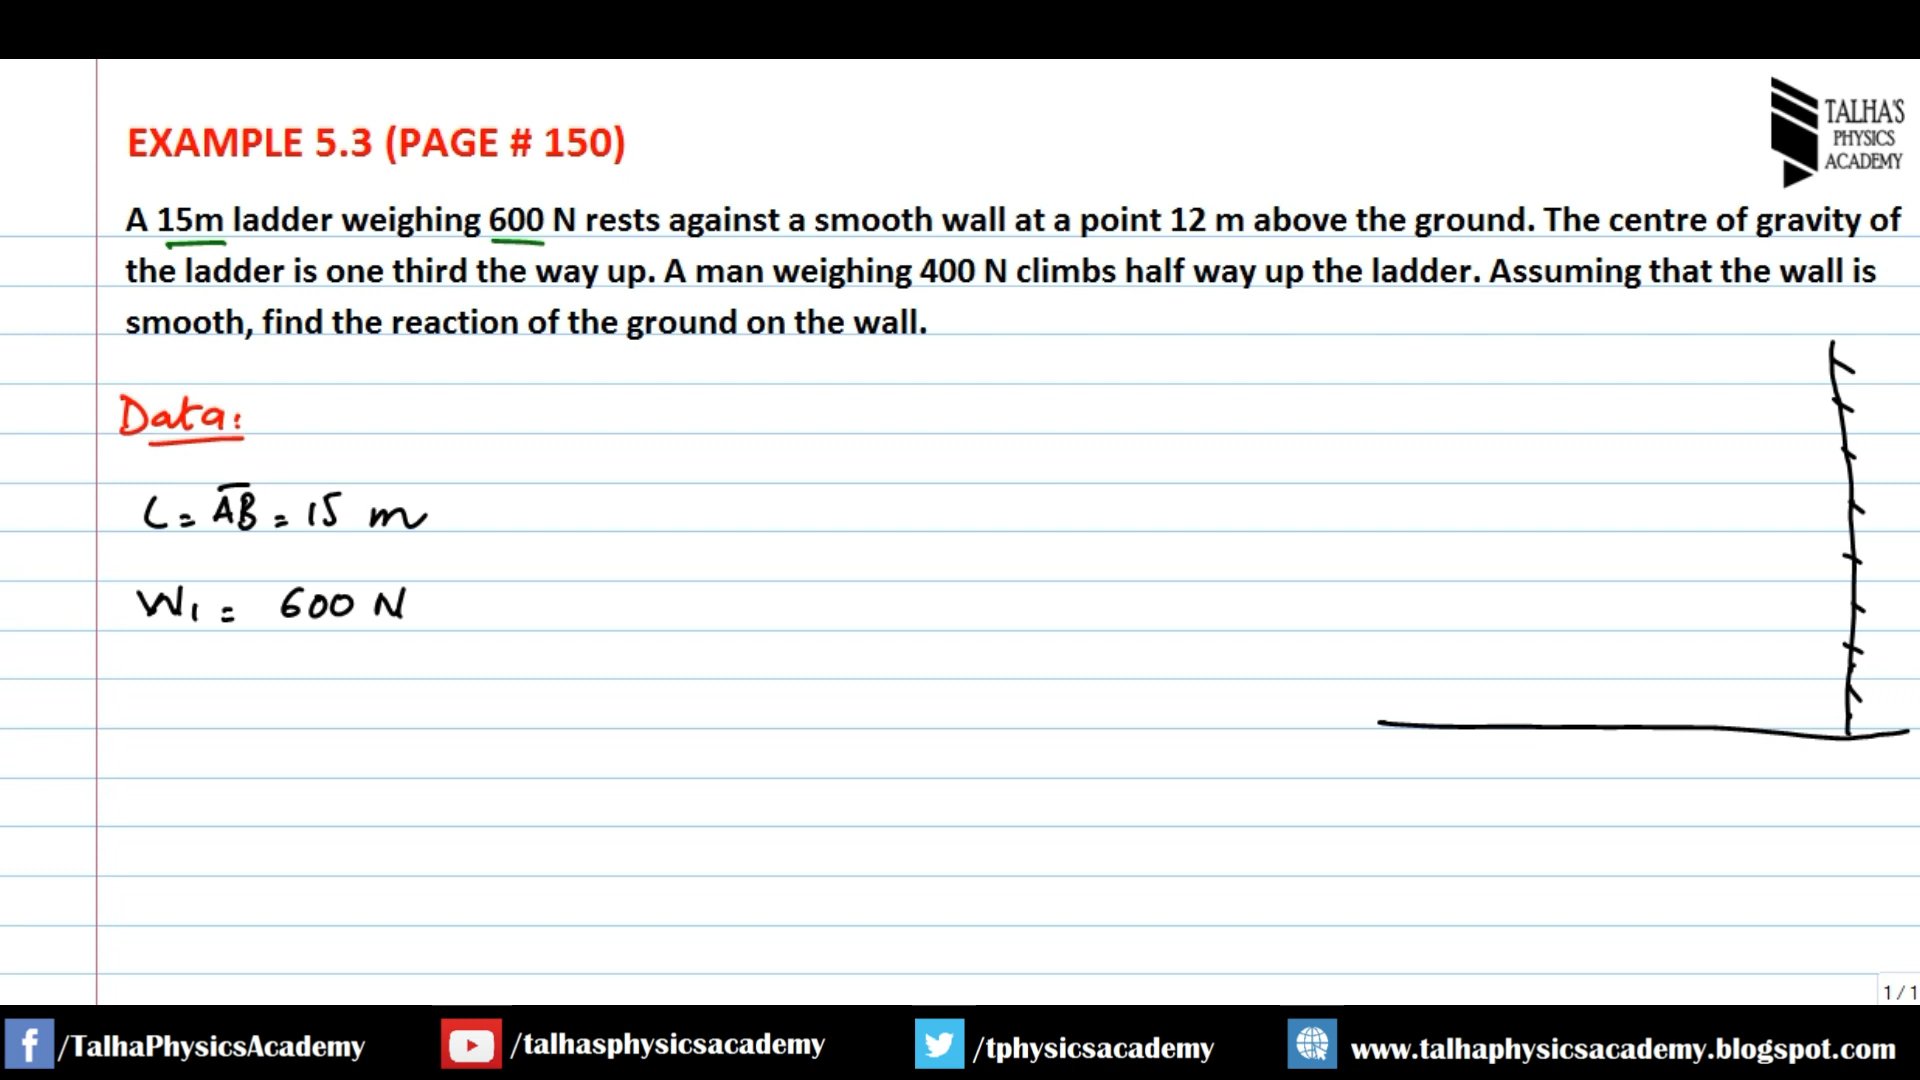 TALHA'S
PHYSICS
ACADEMY
EXAMPLE 5.3 (PAGE # 150)
A 15m ladder weighing 600 N rests against a smooth wall at a point 12 m above the ground. The centre of gravity of
the ladder is one third the way up. A man weighing 400 N climbs half way up the ladder. Assuming that the wall is
smooth, find the reaction of the ground on the wall.
Data:
L = AB = 15 m
W1 = 600 N
1 / 1
/TalhaPhysicsAcademy
/talhasphysicsacademy
/tphysicsacademy
www.talhaphysicsacademy.blogspot.com